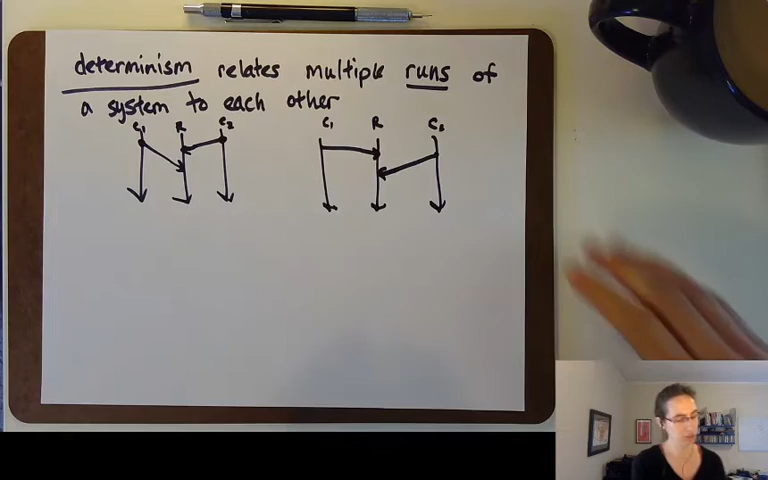 determinism relates multiple runs of
a system to each other
C₁ R C₂ C₁ R C₂